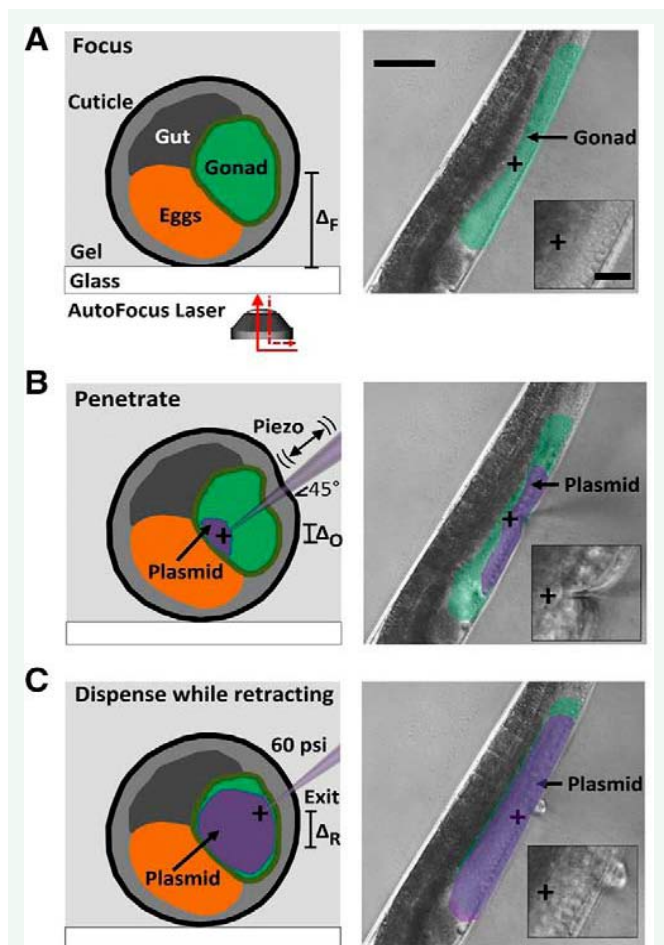 A
Focus
Cuticle
Gut
Gonad
Eggs
Δ_F
Gel
Glass
AutoFocus Laser
Gonad
B
Penetrate
Piezo
45°
Δ_O
Plasmid
Plasmid
C
Dispense while retracting
60 psi
Exit
Δ_R
Plasmid
Plasmid